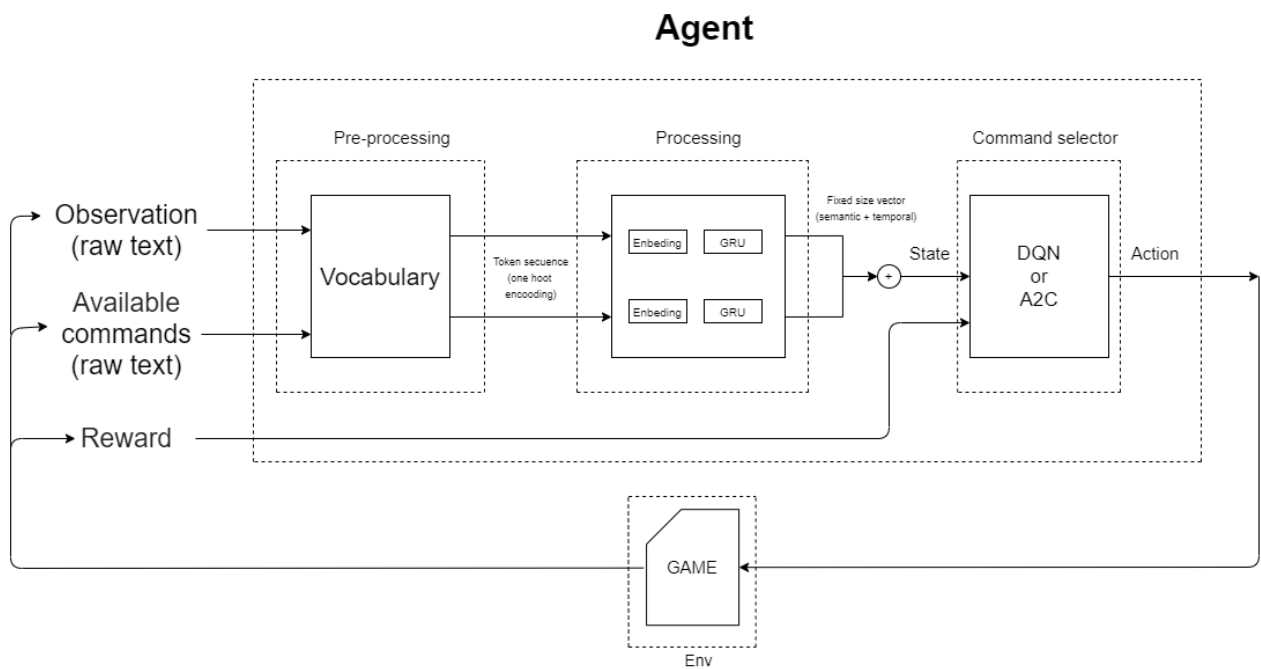 Agent
Pre-processing
Processing
Command selector
Observation
(raw text)
Available
commands
(raw text)
Reward
Vocabulary
Token secuence
(one hoot
encooding)
Enbeding
GRU
Enbeding
GRU
Fixed size vector
(semantic + temporal)
+
State
DQN
or
A2C
Action
GAME
Env